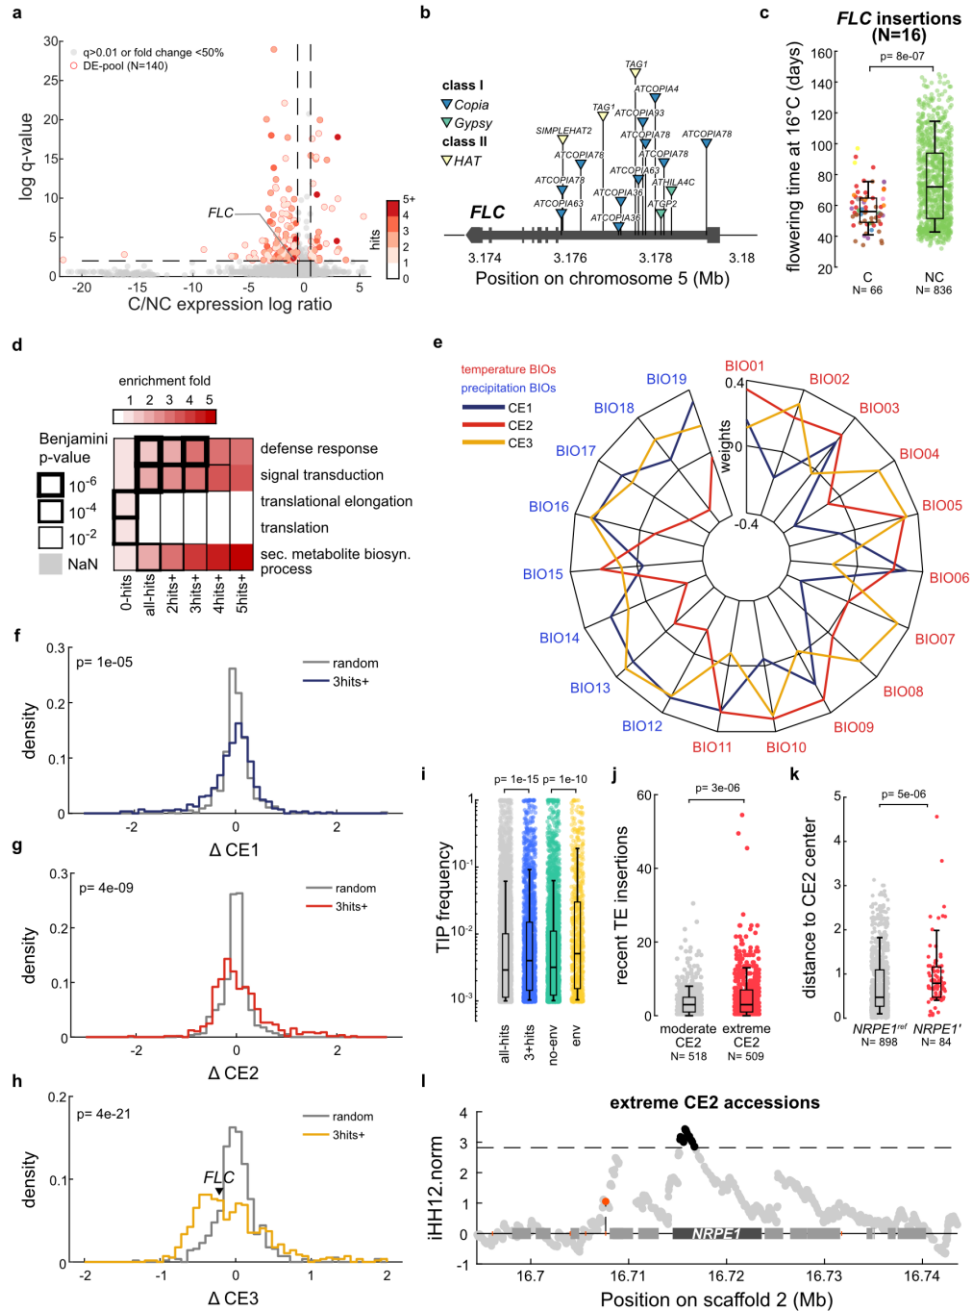 a
30
25
20
15
10
5
0
log q-value
q>0.01 or fold change <50%
DE-pool (N=140)
FLC
-20
-15
-10
-5
0
5
C/NC expression log ratio
5+
4
3
2
1
0
hits
b
class I
Copia
Gypsy
class II
HAT
TAG1
ATCOPIA4
TAG1
ATCOPIA93
SIMPLEHAT2
ATCOPIA78
ATCOPIA78
ATCOPIA78
ATCOPIA78
ATCOPIA78
ATCOPIA63
ATHILA4C
ATCOPIA63
ATCOPIA36
ATGP2
ATCOPIA36
FLC
3.174
3.176
3.178
3.18
Position on chromosome 5 (Mb)
c
FLC insertions
(N=16)
p= 8e-07
160
140
120
100
80
60
40
20
flowering time at 16°C (days)
C
NC
N= 66
N= 836
d
enrichment fold
1 2 3 4 5
Benjamini
p-value
10-6
10-4
10-2
NaN
defense response
signal transduction
translational elongation
translation
sec. metabolite biosyn.
process
0-hits
all-hits
2hits+
3hits+
4hits+
5hits+
e
temperature BIOs
precipitation BIOs
CE1
CE2
CE3
0.4
0
-0.4
weights
BIO01
BIO02
BIO03
BIO04
BIO05
BIO06
BIO07
BIO08
BIO09
BIO10
BIO11
BIO12
BIO13
BIO14
BIO15
BIO16
BIO17
BIO18
BIO19
f
0.3
0.2
0.1
0
density
p= 1e-05
random
3hits+
-2
0
2
Δ CE1
g
0.3
0.2
0.1
0
density
p= 4e-09
random
3hits+
-2
0
2
Δ CE2
h
0.2
0.1
0
density
p= 4e-21
random
3hits+
FLC
-2
-1
0
1
2
Δ CE3
i
p= 1e-15
p= 1e-10
1
10-1
10-2
10-3
TIP frequency
all-hits
3+hits
no-env
env
j
p= 3e-06
60
40
20
0
recent TE insertions
moderate
CE2
N= 518
extreme
CE2
N= 509
k
p= 5e-06
5
4
3
2
1
0
distance to CE2 center
NRPE1ref
N= 898
NRPE1'
N= 84
l
extreme CE2 accessions
4
3
2
1
0
-1
iHH12.norm
NRPE1
16.7
16.71
16.72
16.73
16.74
Position on scaffold 2 (Mb)